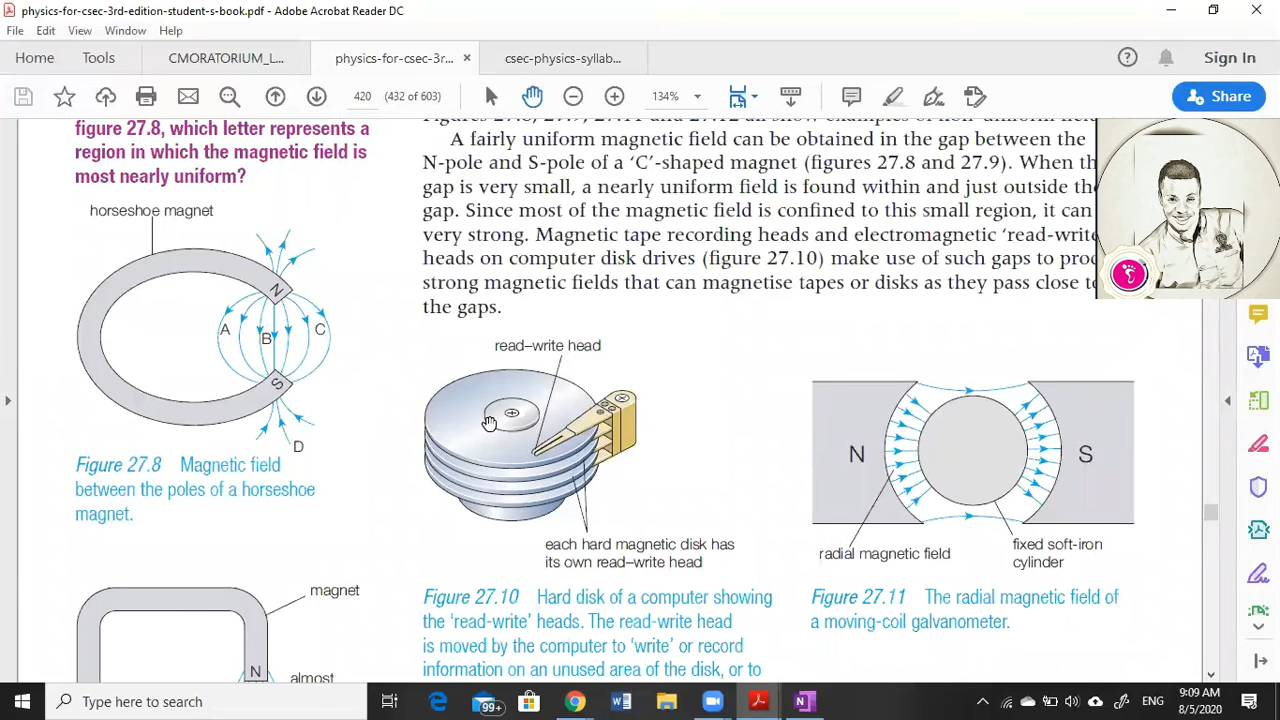 physics-for-csec-3rd-edition-student-s-book.pdf - Adobe Acrobat Reader DC
File Edit View Window Help
Home Tools CMORATORIUM_L... physics-for-csec-3r... × csec-physics-syllab... Sign In
420 (432 of 603) 134% Share
figure 27.8, which letter represents a
region in which the magnetic field is
most nearly uniform?
A fairly uniform magnetic field can be obtained in the gap between the
N-pole and S-pole of a ‘C’-shaped magnet (figures 27.8 and 27.9). When th
gap is very small, a nearly uniform field is found within and just outside th
gap. Since most of the magnetic field is confined to this small region, it can
very strong. Magnetic tape recording heads and electromagnetic ‘read-write
heads on computer disk drives (figure 27.10) make use of such gaps to proc
strong magnetic fields that can magnetise tapes or disks as they pass close t
the gaps.
horseshoe magnet
N
A B C
S
D
Figure 27.8 Magnetic field
between the poles of a horseshoe
magnet.
magnet
N
almost
read–write head
each hard magnetic disk has
its own read–write head
Figure 27.10 Hard disk of a computer showing
the ‘read-write’ heads. The read-write head
is moved by the computer to ‘write’ or record
information on an unused area of the disk, or to
N S
radial magnetic field
fixed soft-iron
cylinder
Figure 27.11 The radial magnetic field of
a moving-coil galvanometer.
Type here to search
99+
ENG
9:09 AM
8/5/2020